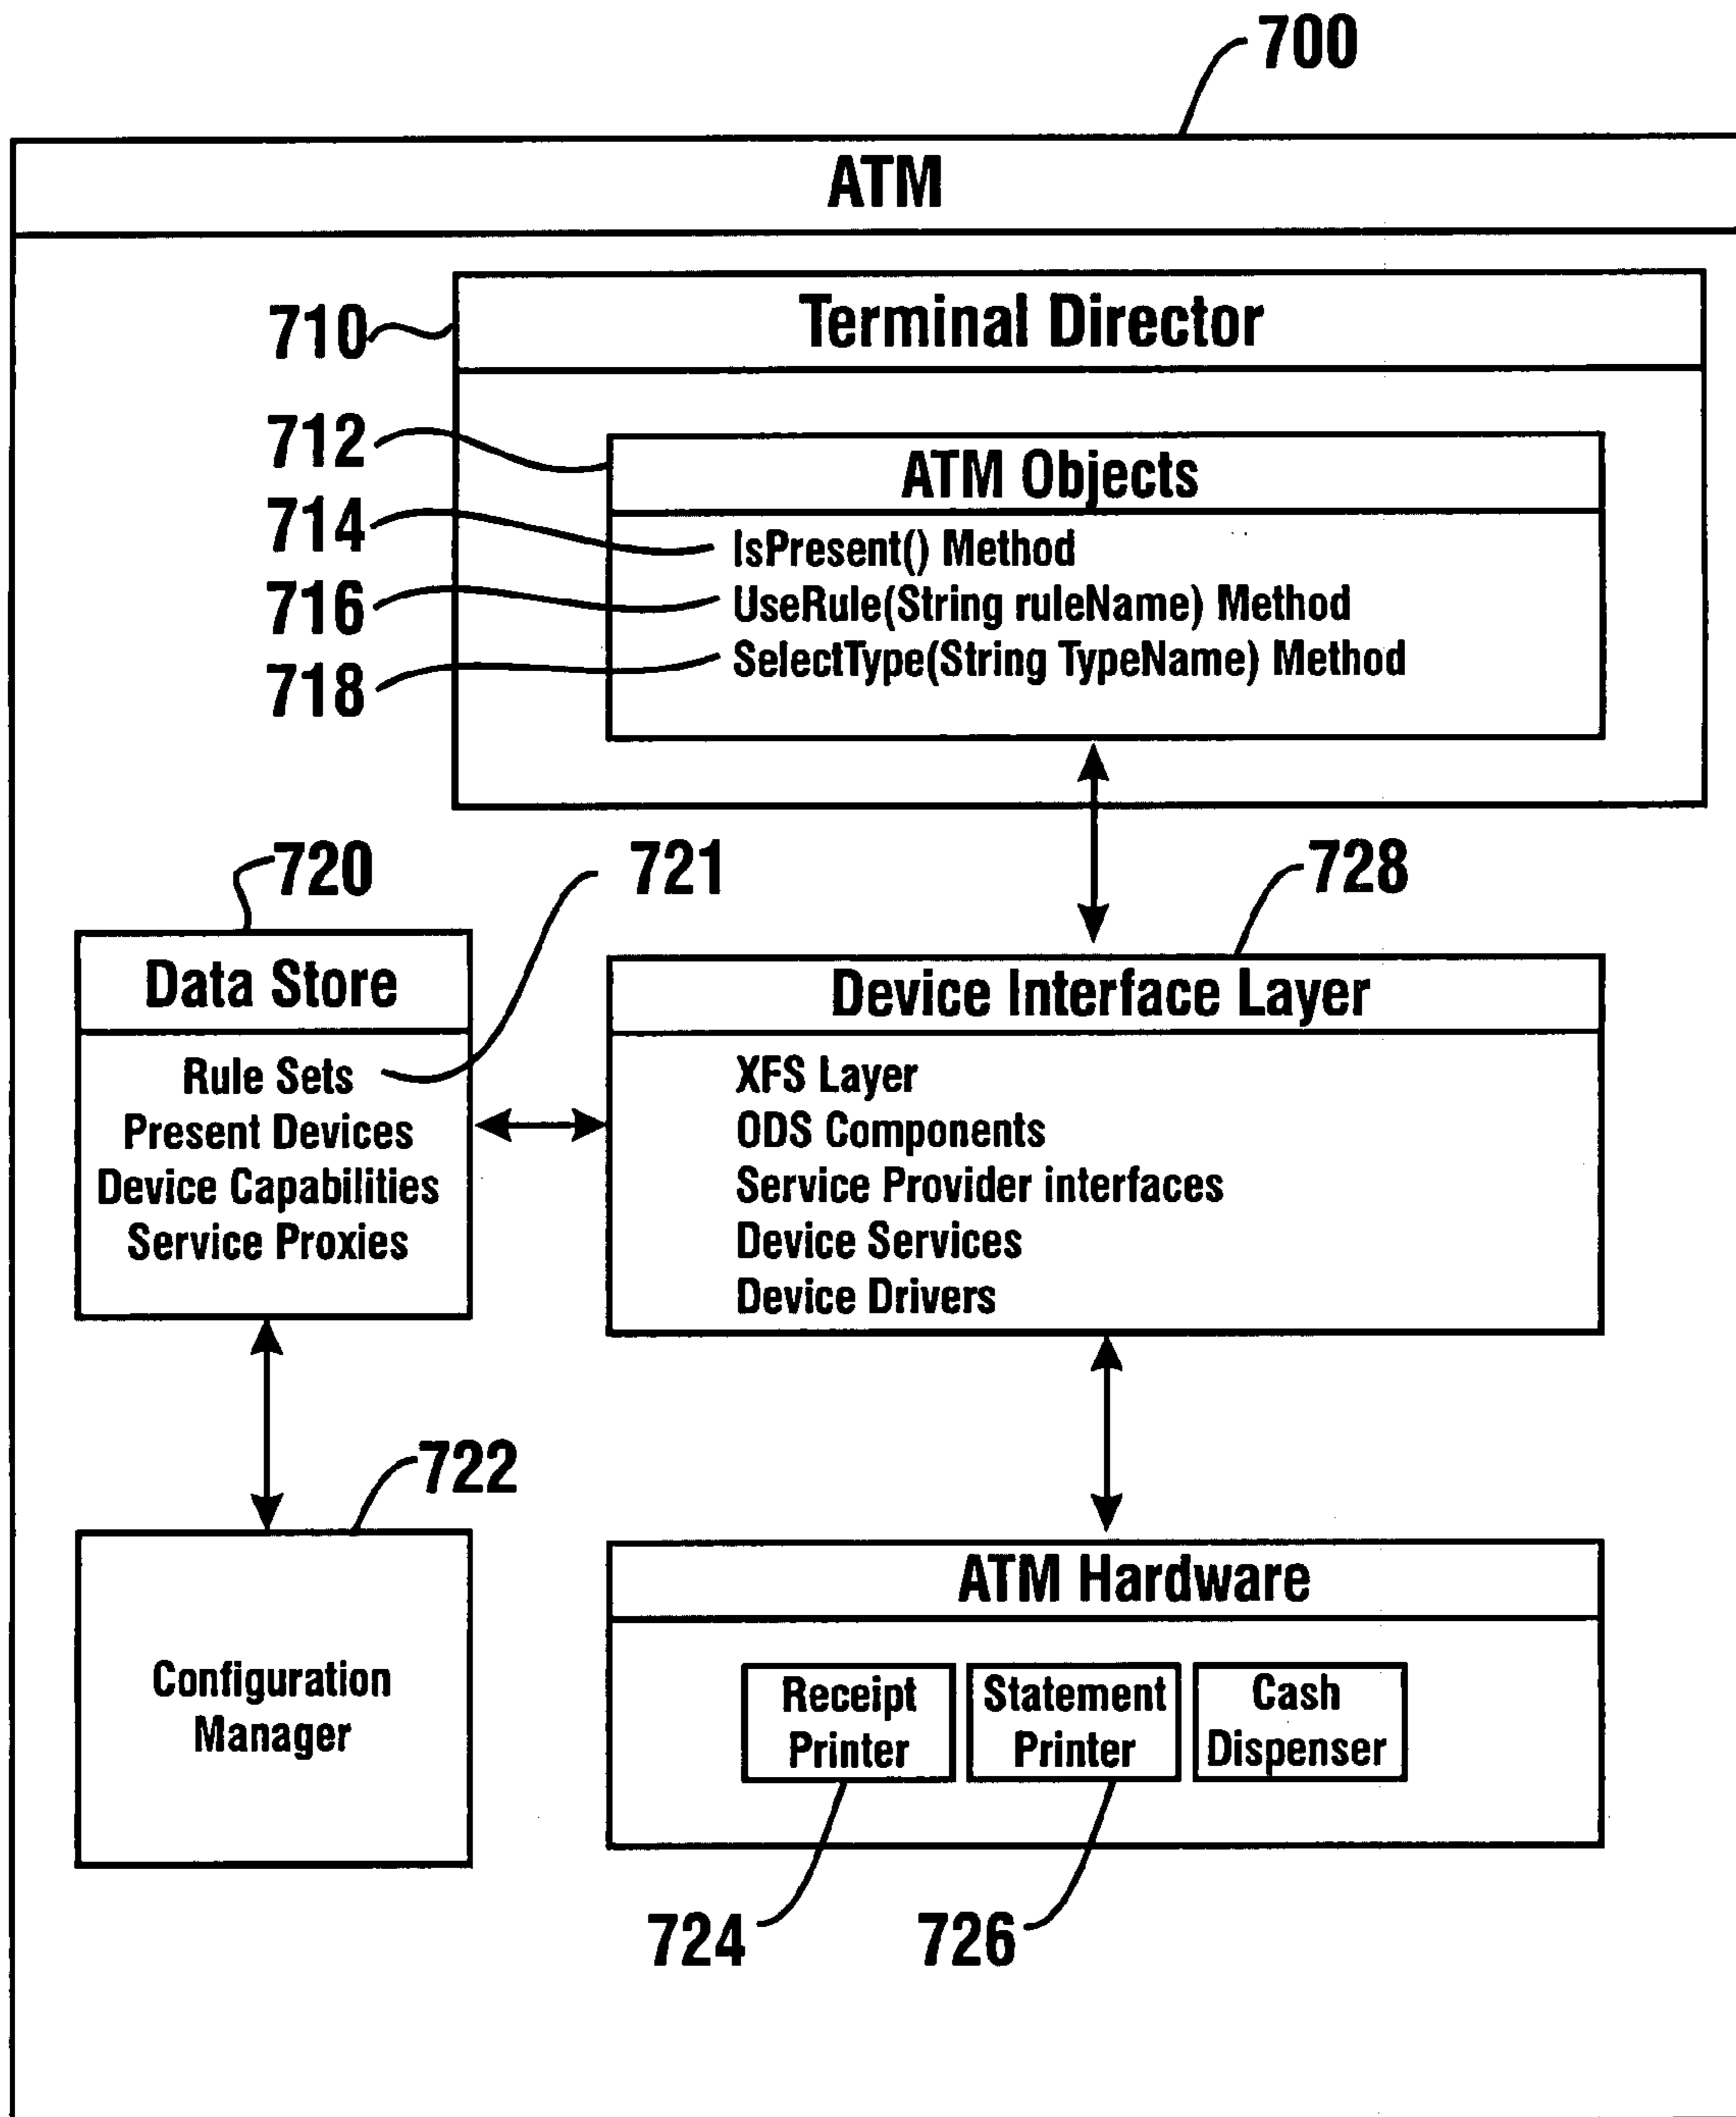 700
ATM
710
Terminal Director
712
ATM Objects
714
IsPresent() Method
716
UseRule(String ruleName) Method
718
SelectType(String TypeName) Method
720
721
728
Data Store
Rule Sets
Present Devices
Device Capabilities
Service Proxies
Device Interface Layer
XFS Layer
ODS Components
Service Provider interfaces
Device Services
Device Drivers
722
Configuration
Manager
ATM Hardware
Receipt
Printer
Statement
Printer
Cash
Dispenser
724
726